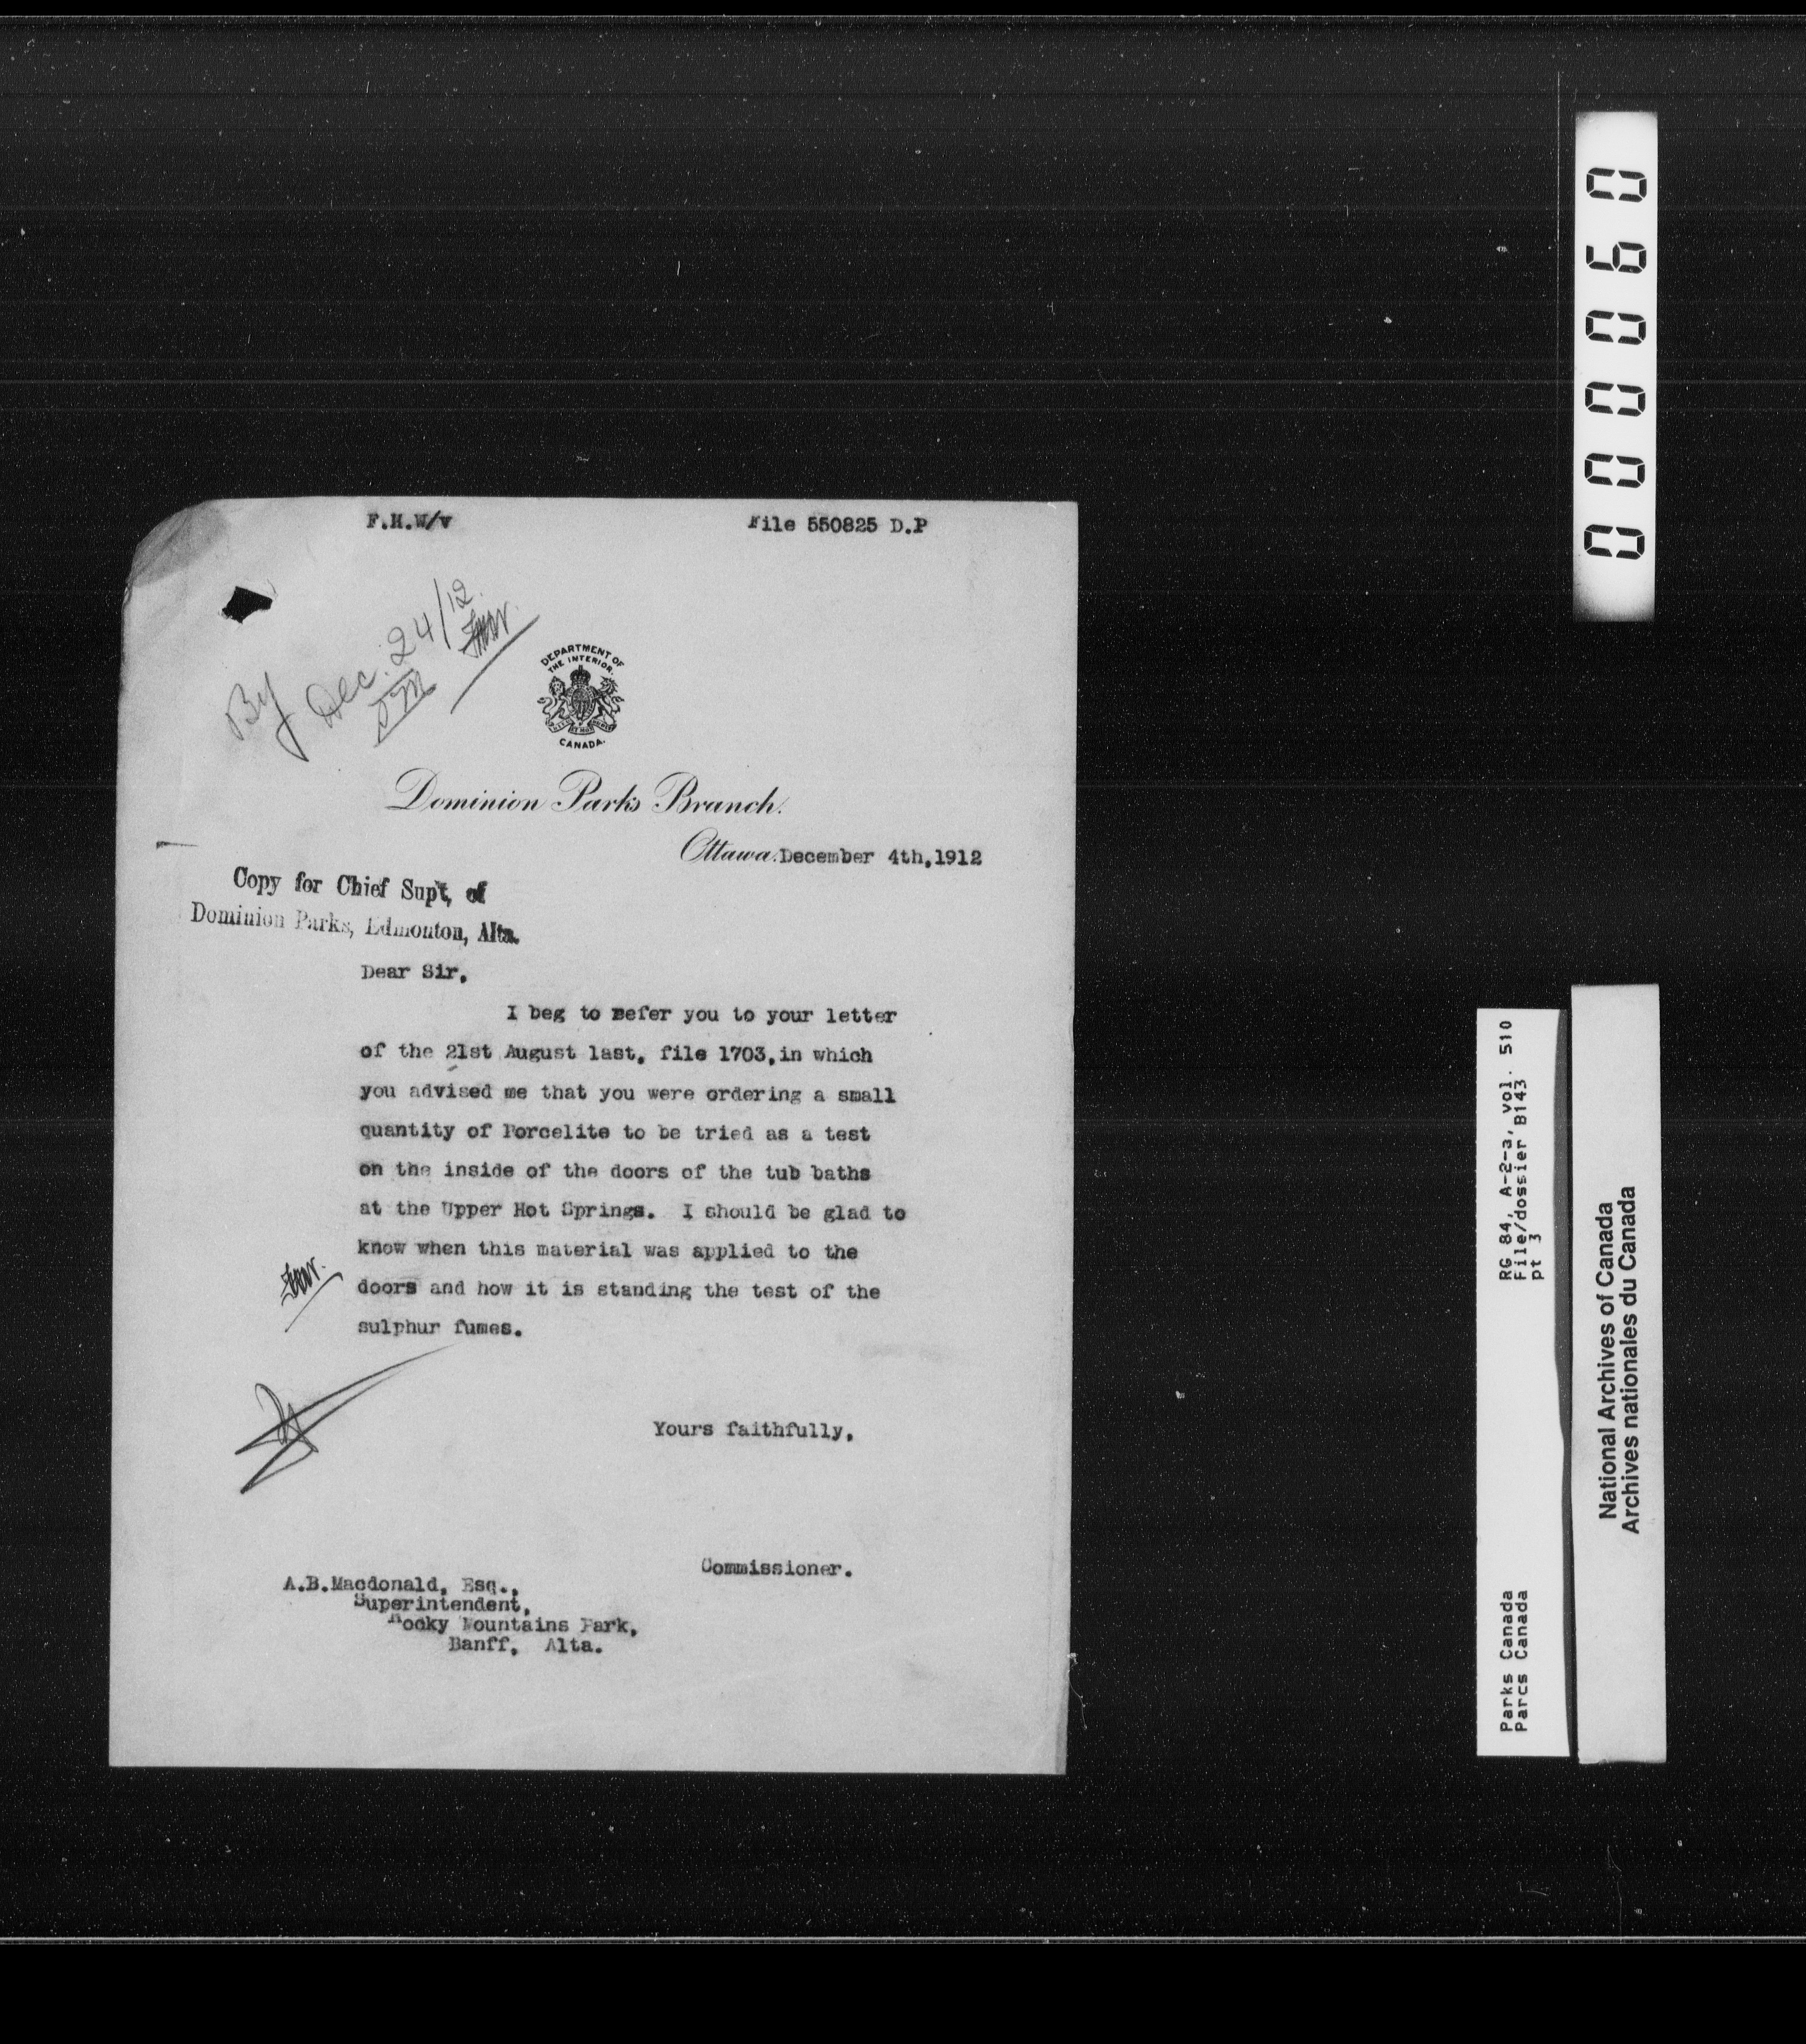 F.H.W/v
File 550825 D.P
By
Dec. 24/12
DEPARTMENT OF
THE INTERIOR.
CANADA.
Dominion Parks Branch.
Ottawa. December 4th, 1912
Copy for Chief Supt, of
Dominion Parks, Edmonton, Alta.
Dear Sir,
I beg to refer you to your letter
of the 21st August last, file 1703, in which
you advised me that you were ordering a small
quantity of Porcelite to be tried as a test
on the inside of the doors of the tub baths
at the Upper Hot Springs. I should be glad to
know when this material was applied to the
doors and how it is standing the test of the
sulphur fumes.
Yours faithfully,
Commissioner.
A.B.Macdonald, Esq.,
Superintendent,
Rocky Mountains Park,
Banff, Alta.
000060
RG 84, A-2-3, vol. 510
File/dossier B143
pt 3
Parks Canada
Parcs Canada
National Archives of Canada
Archives nationales du Canada